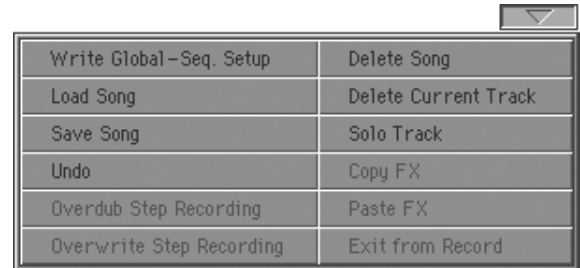 Write Global-Seq. Setup
Delete Song
Load Song
Delete Current Track
Save Song
Solo Track
Undo
Copy FX
Overdub Step Recording
Paste FX
Overwrite Step Recording
Exit from Record